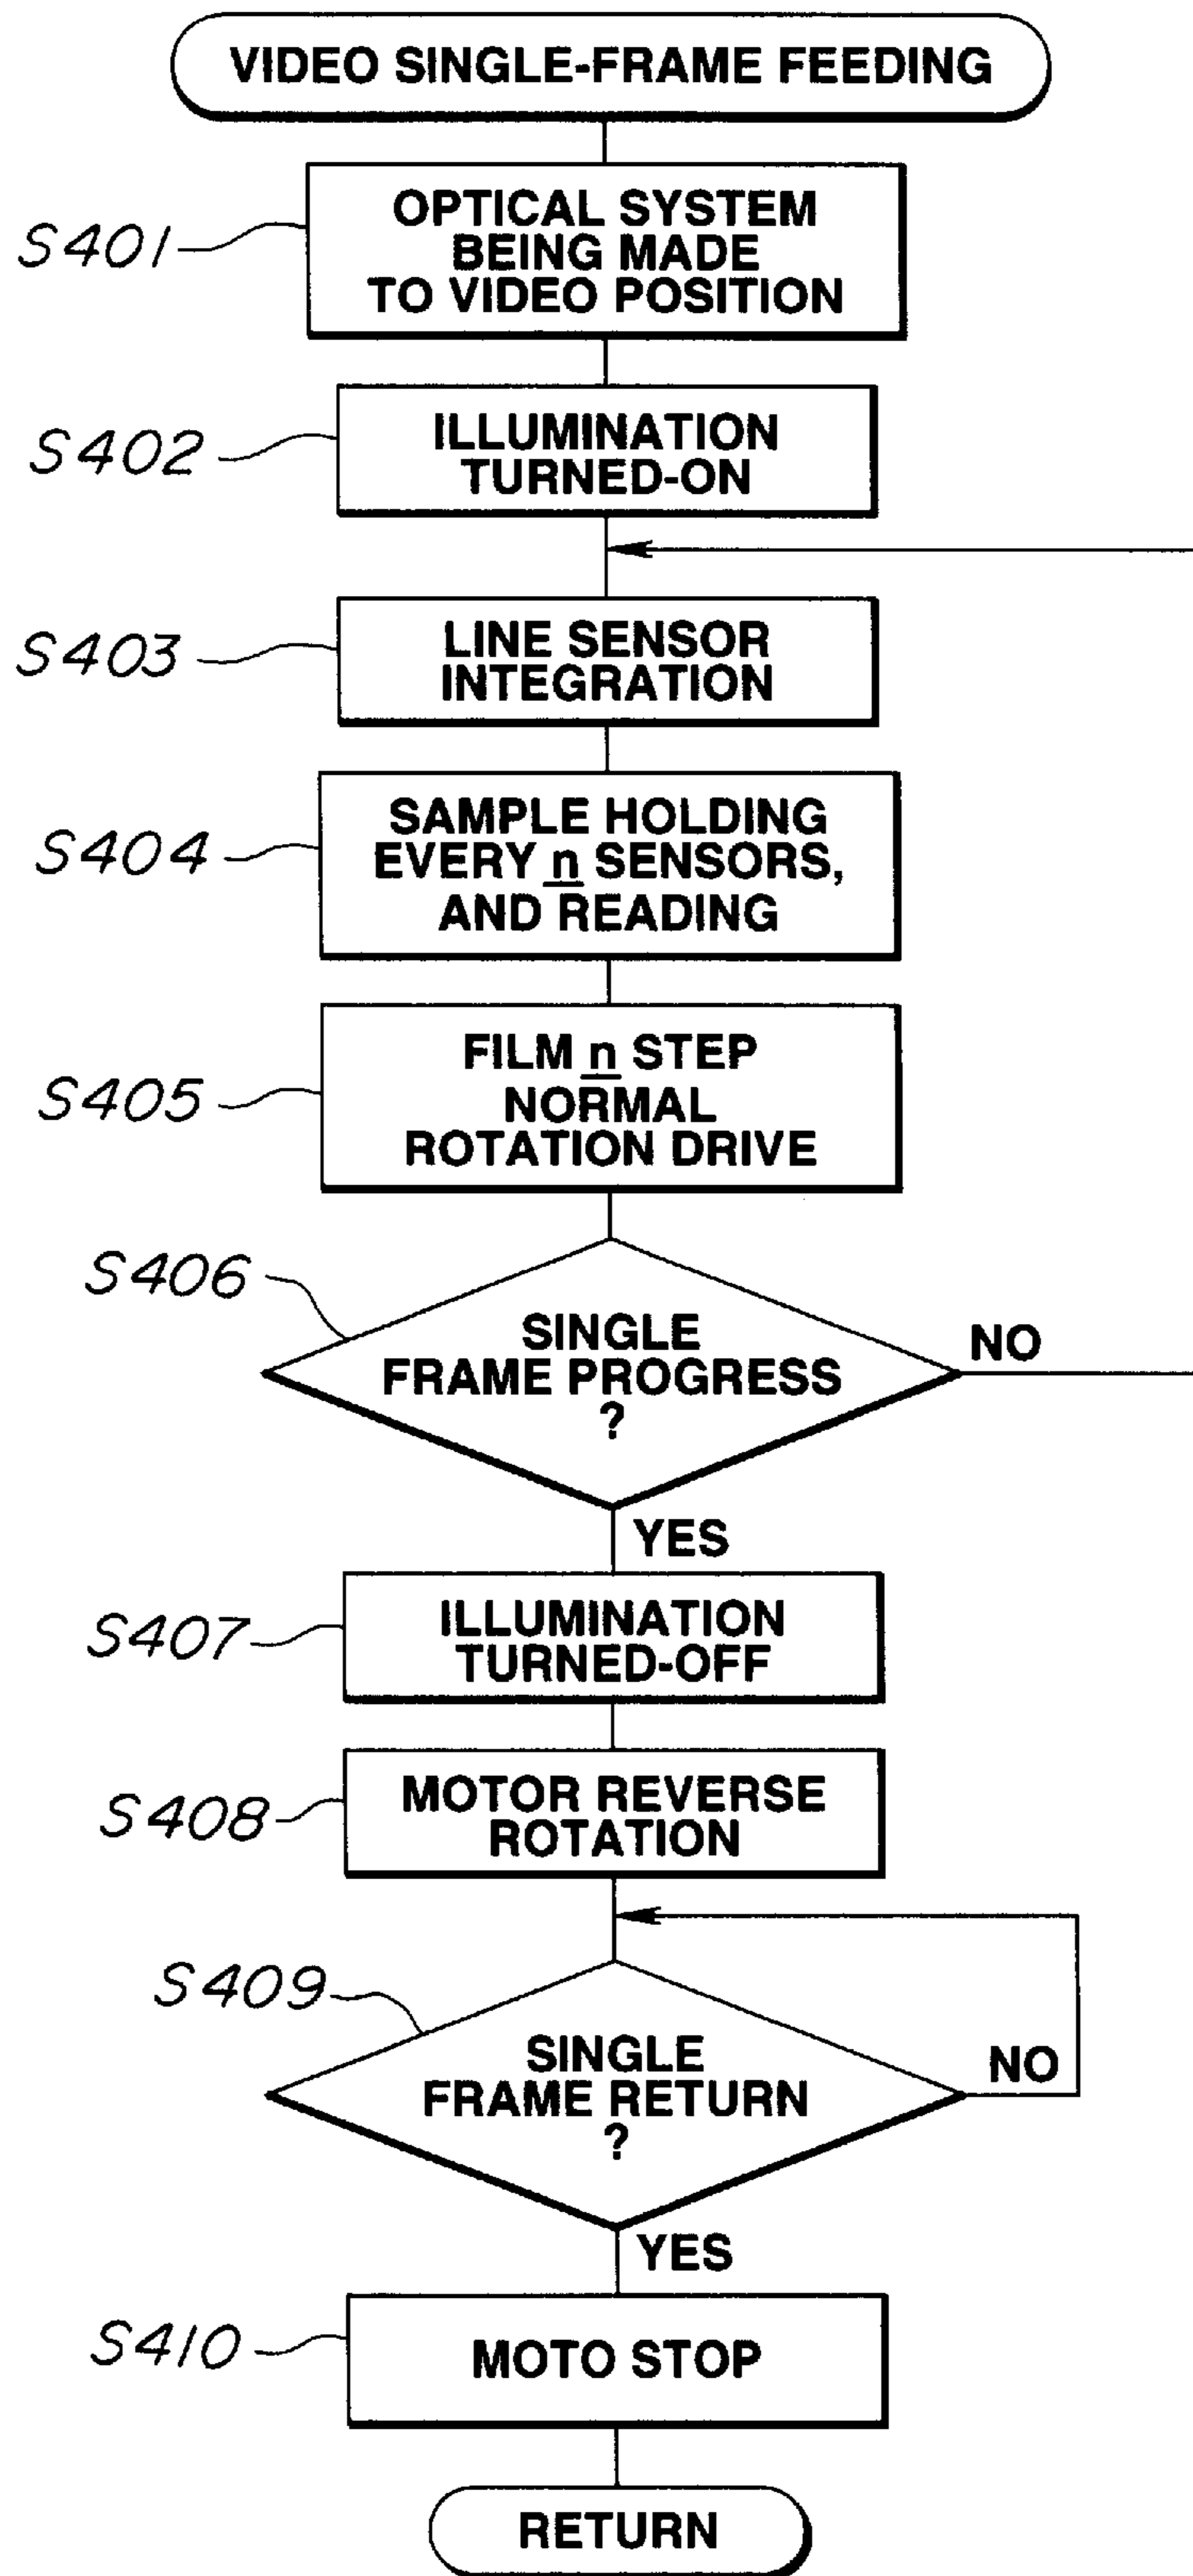 VIDEO SINGLE-FRAME FEEDING
S401
OPTICAL SYSTEM
BEING MADE
TO VIDEO POSITION
S402
ILLUMINATION
TURNED-ON
S403
LINE SENSOR
INTEGRATION
S404
SAMPLE HOLDING
EVERY n SENSORS,
AND READING
S405
FILM n STEP
NORMAL
ROTATION DRIVE
S406
SINGLE
FRAME PROGRESS
?
NO
YES
S407
ILLUMINATION
TURNED-OFF
S408
MOTOR REVERSE
ROTATION
S409
SINGLE
FRAME RETURN
?
NO
YES
S410
MOTO STOP
RETURN